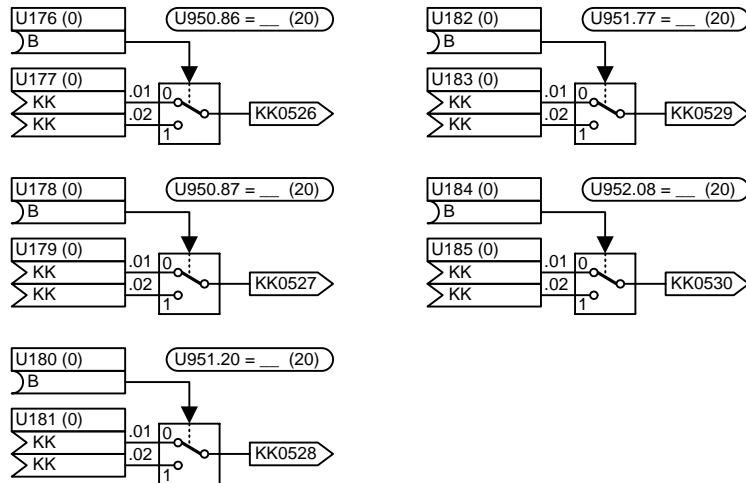 U176 (0)
B
U950.86 = __ (20)
U177 (0)
KK
.01
0
KK
.02
1
KK0526
U178 (0)
B
U950.87 = __ (20)
U179 (0)
KK
.01
0
KK
.02
1
KK0527
U180 (0)
B
U951.20 = __ (20)
U181 (0)
KK
.01
0
KK
.02
1
KK0528
U182 (0)
B
U951.77 = __ (20)
U183 (0)
KK
.01
0
KK
.02
1
KK0529
U184 (0)
B
U952.08 = __ (20)
U185 (0)
KK
.01
0
KK
.02
1
KK0530